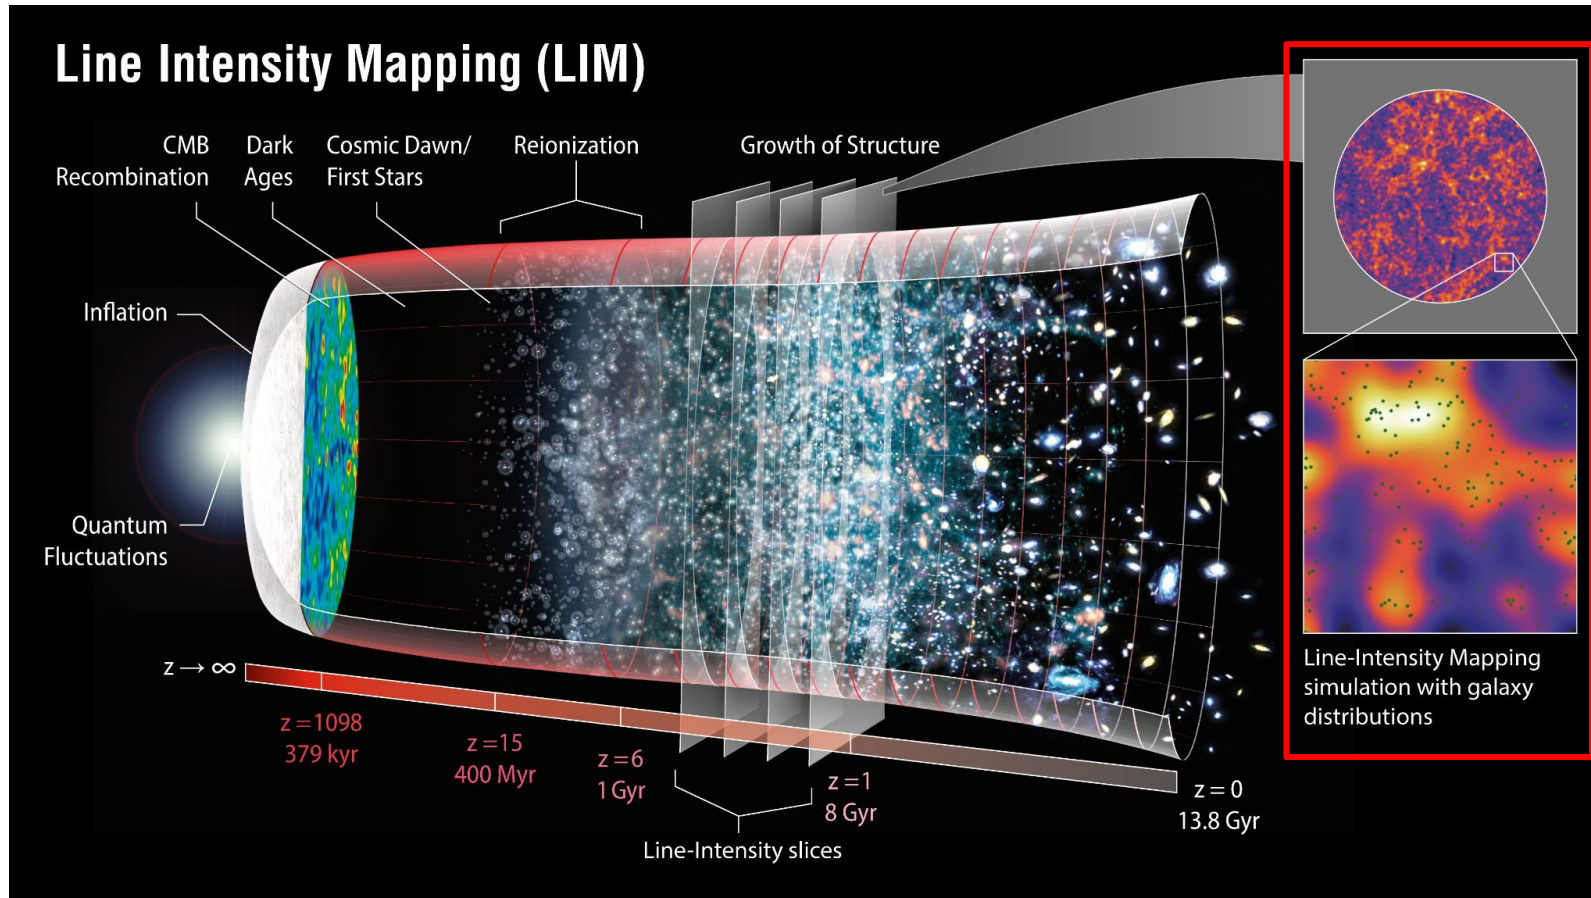 Line Intensity Mapping (LIM)
CMB
Recombination
Dark
Ages
Cosmic Dawn/
First Stars
Reionization
Growth of Structure
Inflation
Quantum
Fluctuations
z → ∞
z = 1098
379 kyr
z = 15
400 Myr
z = 6
1 Gyr
z = 1
8 Gyr
z = 0
13.8 Gyr
Line-Intensity slices
Line-Intensity Mapping
simulation with galaxy
distributions